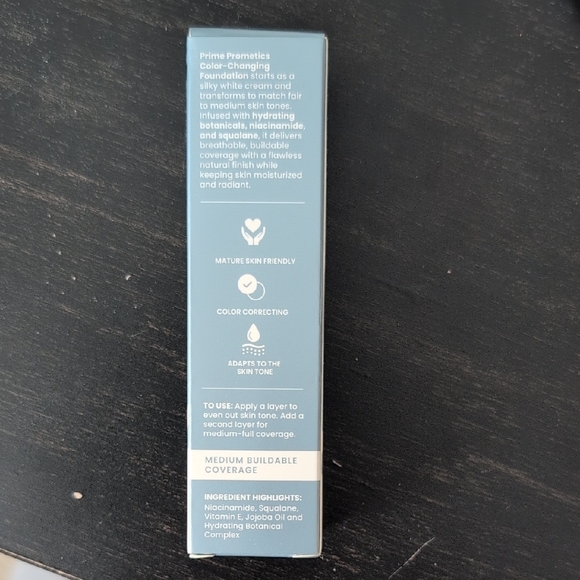 Prime Prometics
Color-Changing
Foundation starts as a
silky white cream and
transforms to match fair
to medium skin tones.
Infused with hydrating
botanicals, niacinamide,
and squalane, it delivers
breathable, buildable
coverage with a flawless
natural finish while
keeping skin moisturized
and radiant.
MATURE SKIN FRIENDLY
COLOR CORRECTING
ADAPTS TO THE
SKIN TONE
TO USE: Apply a layer to
even out skin tone. Add a
second layer for
medium-full coverage.
MEDIUM BUILDABLE
COVERAGE
INGREDIENT HIGHLIGHTS:
Niacinamide, Squalane,
Vitamin E, Jojoba Oil and
Hydrating Botanical
Complex